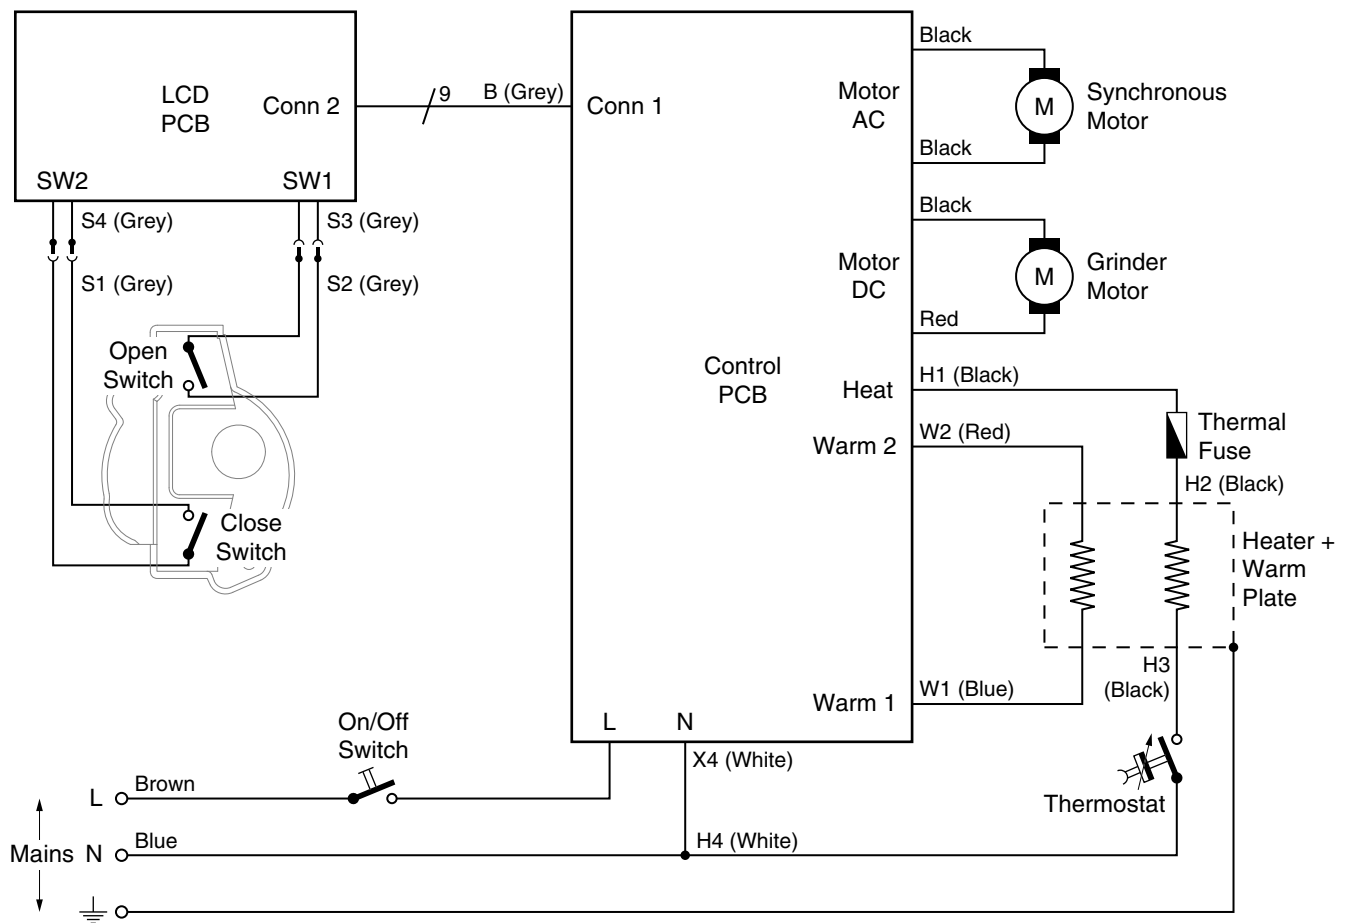 LCD
PCB
Conn 2
SW2
SW1
9
B (Grey)
Conn 1
Motor
AC
Black
Black
M
Synchronous
Motor
S4 (Grey)
S3 (Grey)
S1 (Grey)
S2 (Grey)
Motor
DC
Black
Red
M
Grinder
Motor
Open
Switch
Close
Switch
Control
PCB
Heat
H1 (Black)
Warm 2
W2 (Red)
Thermal
Fuse
H2 (Black)
Heater +
Warm
Plate
H3
(Black)
Warm 1
W1 (Blue)
L
N
X4 (White)
On/Off
Switch
Thermostat
L
Brown
Mains
N
Blue
H4 (White)